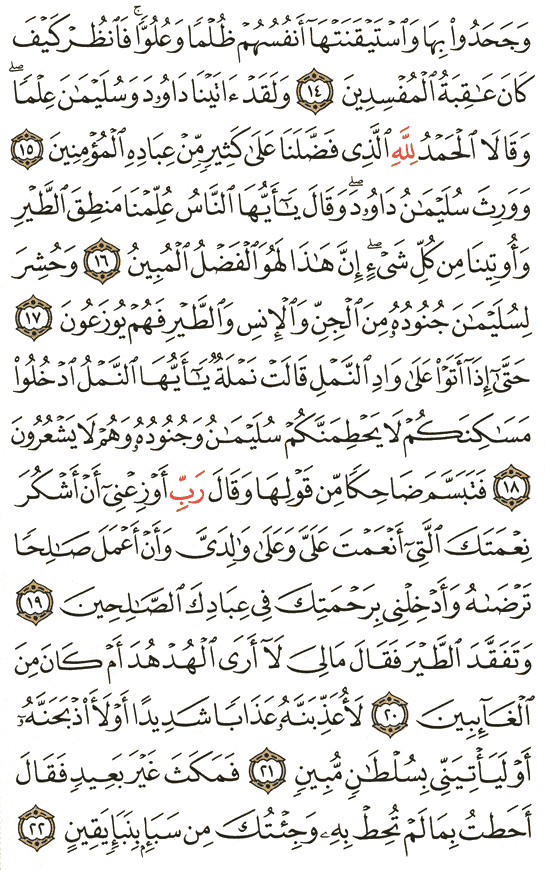 وَجَحَدُواْ بِهَا وَٱسۡتَيۡقَنَتۡهَآ أَنفُسُهُمۡ ظُلۡمٗا وَعُلُوّٗاۚ فَٱنظُرۡ كَيۡفَ
كَانَ عَٰقِبَةُ ٱلۡمُفۡسِدِينَ ١٤ وَلَقَدۡ ءَاتَيۡنَا دَاوُۥدَ وَسُلَيۡمَٰنَ عِلۡمٗاۖ
وَقَالَا ٱلۡحَمۡدُ لِلَّهِ ٱلَّذِي فَضَّلَنَا عَلَىٰ كَثِيرٖ مِّنۡ عِبَادِهِ ٱلۡمُؤۡمِنِينَ ١٥
وَوَرِثَ سُلَيۡمَٰنُ دَاوُۥدَۖ وَقَالَ يَٰٓأَيُّهَا ٱلنَّاسُ عُلِّمۡنَا مَنطِقَ ٱلطَّيۡرِ
وَأُوتِينَا مِن كُلِّ شَيۡءٍۖ إِنَّ هَٰذَا لَهُوَ ٱلۡفَضۡلُ ٱلۡمُبِينُ ١٦ وَحُشِرَ
لِسُلَيۡمَٰنَ جُنُودُهُۥ مِنَ ٱلۡجِنِّ وَٱلۡإِنسِ وَٱلطَّيۡرِ فَهُمۡ يُوزَعُونَ ١٧
حَتَّىٰٓ إِذَآ أَتَوۡاْ عَلَىٰ وَادِ ٱلنَّمۡلِ قَالَتۡ نَمۡلَةٞ يَٰٓأَيُّهَا ٱلنَّمۡلُ ٱدۡخُلُواْ
مَسَٰكِنَكُمۡ لَا يَحۡطِمَنَّكُمۡ سُلَيۡمَٰنُ وَجُنُودُهُۥ وَهُمۡ لَا يَشۡعُرُونَ
١٨ فَتَبَسَّمَ ضَاحِكٗا مِّن قَوۡلِهَا وَقَالَ رَبِّ أَوۡزِعۡنِيٓ أَنۡ أَشۡكُرَ
نِعۡمَتَكَ ٱلَّتِيٓ أَنۡعَمۡتَ عَلَيَّ وَعَلَىٰ وَٰلِدَيَّ وَأَنۡ أَعۡمَلَ صَٰلِحٗا
تَرۡضَىٰهُ وَأَدۡخِلۡنِي بِرَحۡمَتِكَ فِي عِبَادِكَ ٱلصَّٰلِحِينَ ١٩
وَتَفَقَّدَ ٱلطَّيۡرَ فَقَالَ مَالِيَ لَآ أَرَى ٱلۡهُدۡهُدَ أَمۡ كَانَ مِنَ
ٱلۡغَآئِبِينَ ٢٠ لَأُعَذِّبَنَّهُۥ عَذَابٗا شَدِيدًا أَوۡ لَأَاْذۡبَحَنَّهُۥٓ
أَوۡ لَيَأۡتِيَنِّي بِسُلۡطَٰنٖ مُّبِينٖ ٢١ فَمَكَثَ غَيۡرَ بَعِيدٖ فَقَالَ
أَحَطتُ بِمَا لَمۡ تُحِطۡ بِهِۦ وَجِئۡتُكَ مِن سَبَإِۭ بِنَبَإٖ يَقِينٍ ٢٢